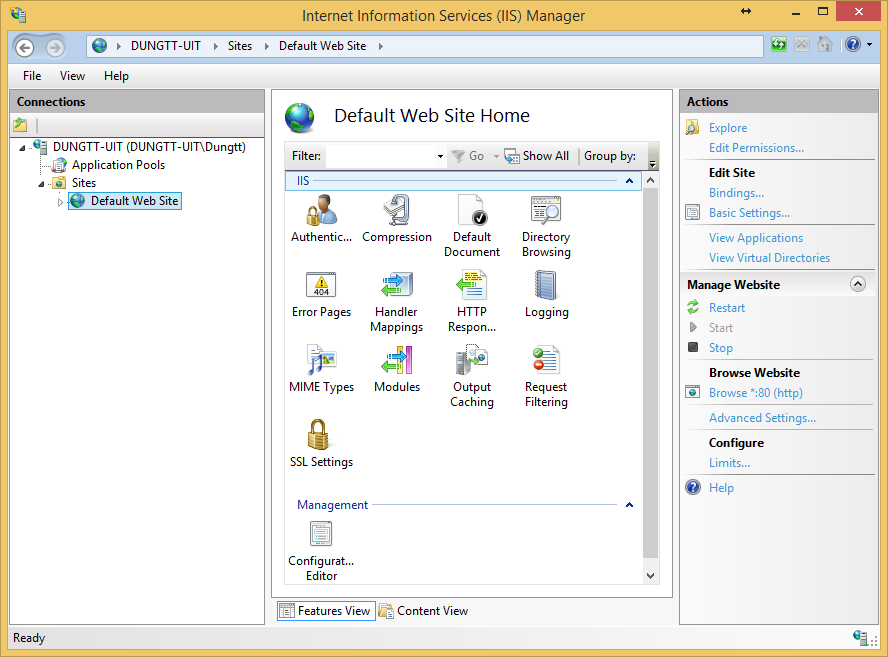 Internet Information Services (IIS) Manager
DUNGTT-UIT Sites Default Web Site
File View Help
Connections
DUNGTT-UIT (DUNGTT-UIT\Dungtt)
Application Pools
Sites
Default Web Site
Default Web Site Home
Filter: Go Show All Group by:
IIS
Authentic... Compression Default Document Directory Browsing
Error Pages Handler Mappings HTTP Respon... Logging
404
MIME Types Modules Output Caching Request Filtering
SSL Settings
Management
Configurat... Editor
Features View Content View
Actions
Explore
Edit Permissions...
Edit Site
Bindings...
Basic Settings...
View Applications
View Virtual Directories
Manage Website
Restart
Start
Stop
Browse Website
Browse *:80 (http)
Advanced Settings...
Configure
Limits...
Help
Ready